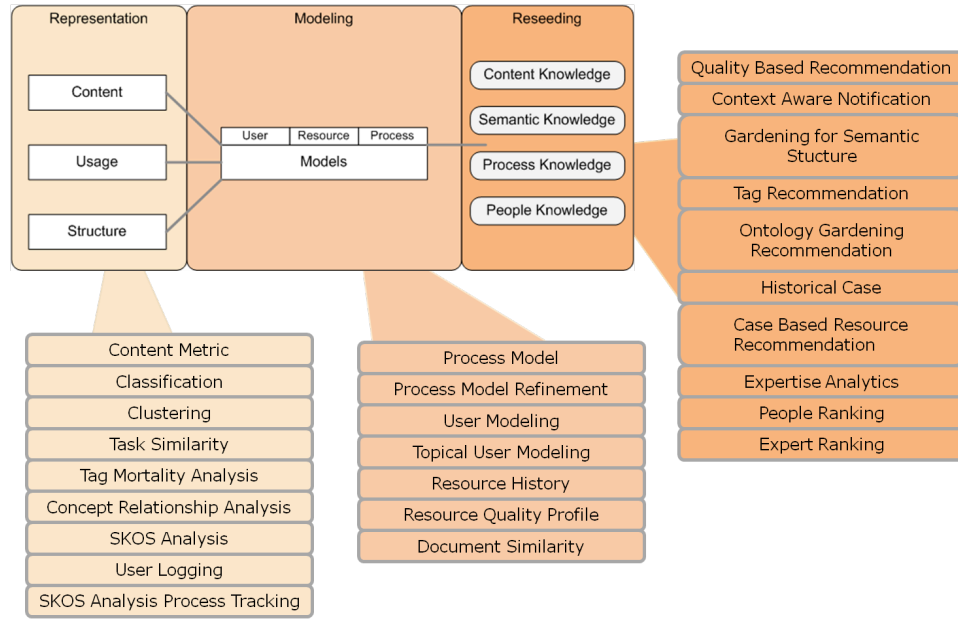 Representation
Modeling
Reseeding
Content
Usage
Structure
User
Resource
Process
Models
Content Knowledge
Semantic Knowledge
Process Knowledge
People Knowledge
Quality Based Recommendation
Context Aware Notification
Gardening for Semantic
Stucture
Tag Recommendation
Ontology Gardening
Recommendation
Historical Case
Case Based Resource
Recommendation
Expertise Analytics
People Ranking
Expert Ranking
Content Metric
Classification
Clustering
Task Similarity
Tag Mortality Analysis
Concept Relationship Analysis
SKOS Analysis
User Logging
SKOS Analysis Process Tracking
Process Model
Process Model Refinement
User Modeling
Topical User Modeling
Resource History
Resource Quality Profile
Document Similarity